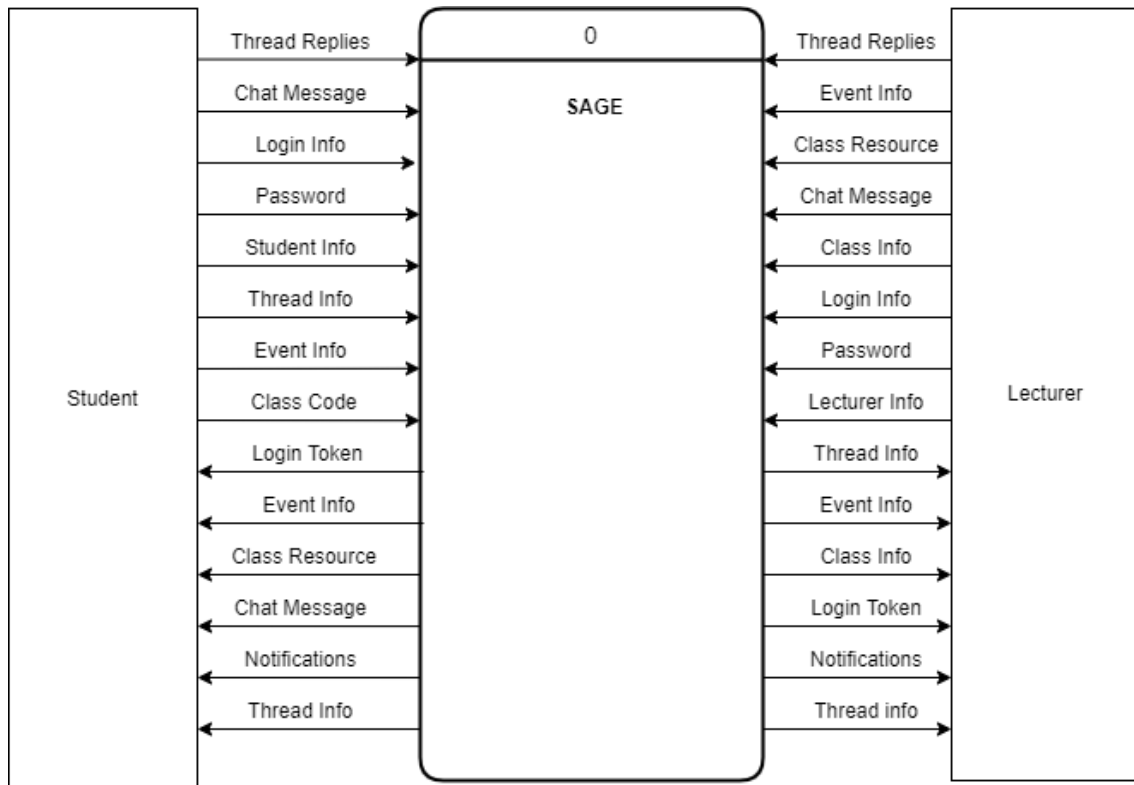 0
SAGE
Student
Thread Replies
Chat Message
Login Info
Password
Student Info
Thread Info
Event Info
Class Code
Login Token
Event Info
Class Resource
Chat Message
Notifications
Thread Info
Thread Replies
Event Info
Class Resource
Chat Message
Class Info
Login Info
Password
Lecturer Info
Thread Info
Event Info
Class Info
Login Token
Notifications
Thread info
Lecturer